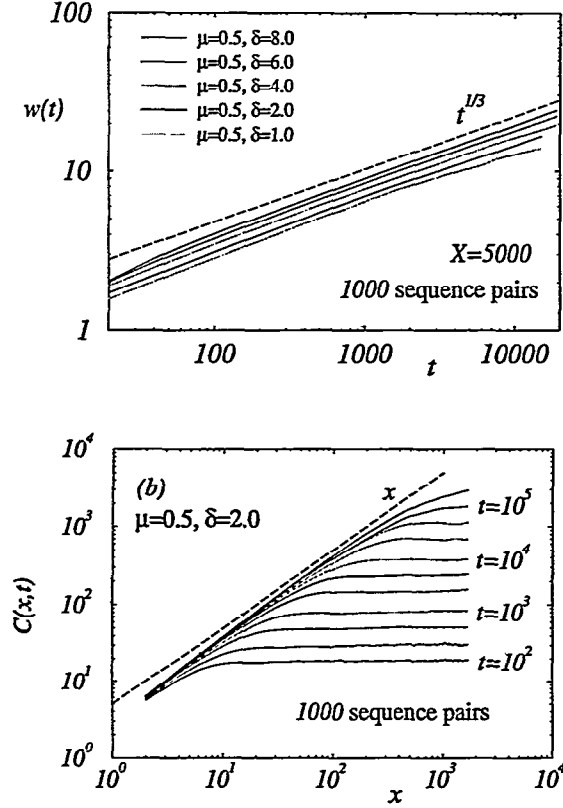 100
μ=0.5, δ=8.0
μ=0.5, δ=6.0
w(t)
μ=0.5, δ=4.0
t^{1/3}
μ=0.5, δ=2.0
μ=0.5, δ=1.0
10
X=5000
1000 sequence pairs
1
100
1000
10000
t
10^4
(b)
x
μ=0.5, δ=2.0
t=10^5
10^3
t=10^4
C(x,t)
10^2
t=10^3
10^1
t=10^2
1000 sequence pairs
10^0
10^0
10^1
10^2
10^3
10^4
x